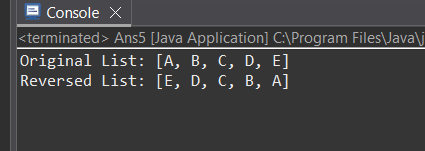 Console
<terminated> Ans5 [Java Application] C:\Program Files\Java\j
Original List: [A, B, C, D, E]
Reversed List: [E, D, C, B, A]